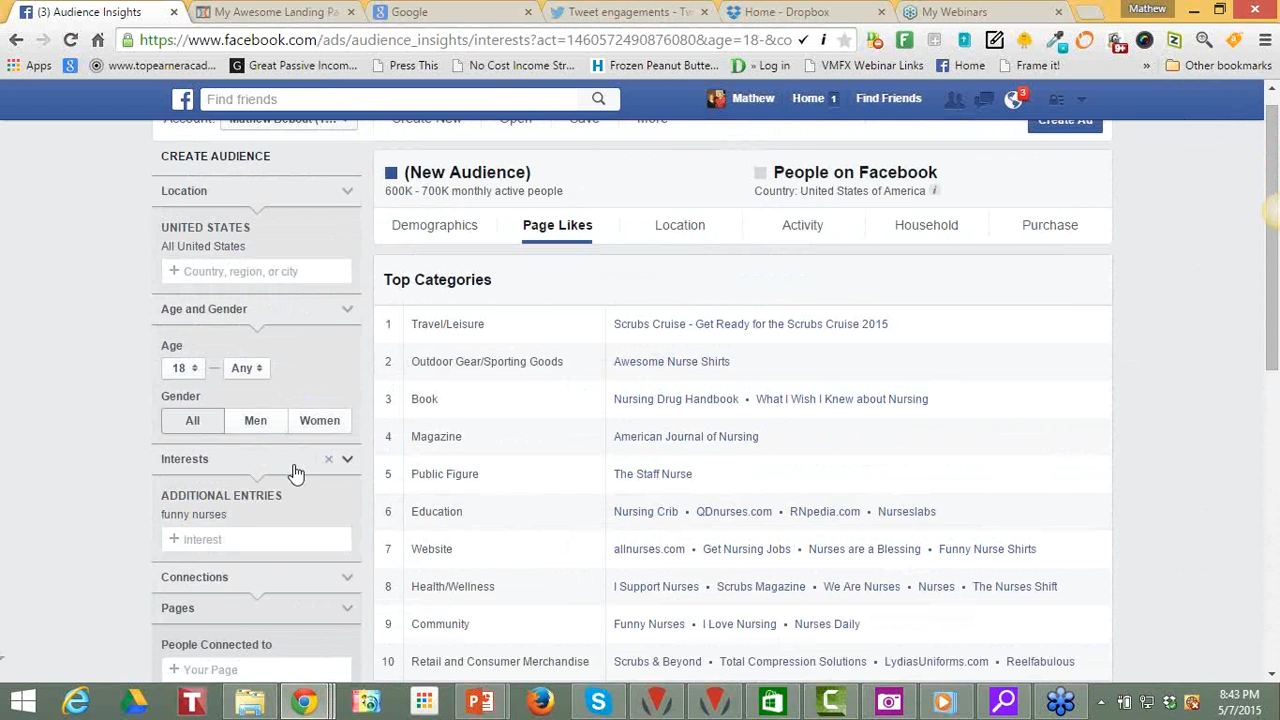 (3) Audience Insights
My Awesome Landing Pa
Google
Tweet engagements - Tw
Home - Dropbox
My Webinars
Mathew
https://www.facebook.com/ads/audience_insights/interests?act=1460572490876080&age=18-&co
Apps
www.topearneracad...
Great Passive Incom...
Press This
No Cost Income Str...
Frozen Peanut Butte...
» Log in
VMFX Webinar Links
Home
Frame it!
»
Other bookmarks
Find friends
Mathew
Home 1
Find Friends
3
Account:
Mathew Debout (1...
Create New
Open
Save
More
Create Ad
CREATE AUDIENCE
Location
UNITED STATES
All United States
+ Country, region, or city
Age and Gender
Age
18 — Any
Gender
All Men Women
Interests
ADDITIONAL ENTRIES
funny nurses
+ Interest
Connections
Pages
People Connected to
+ Your Page
(New Audience)
600K - 700K monthly active people
People on Facebook
Country: United States of America
Demographics
Page Likes
Location
Activity
Household
Purchase
Top Categories
1 Travel/Leisure Scrubs Cruise - Get Ready for the Scrubs Cruise 2015
2 Outdoor Gear/Sporting Goods Awesome Nurse Shirts
3 Book Nursing Drug Handbook • What I Wish I Knew about Nursing
4 Magazine American Journal of Nursing
5 Public Figure The Staff Nurse
6 Education Nursing Crib • QDnurses.com • RNpedia.com • Nurseslabs
7 Website allnurses.com • Get Nursing Jobs • Nurses are a Blessing • Funny Nurse Shirts
8 Health/Wellness I Support Nurses • Scrubs Magazine • We Are Nurses • Nurses • The Nurses Shift
9 Community Funny Nurses • I Love Nursing • Nurses Daily
10 Retail and Consumer Merchandise Scrubs & Beyond • Total Compression Solutions • LydiasUniforms.com • Reelfabulous
8:43 PM
5/7/2015